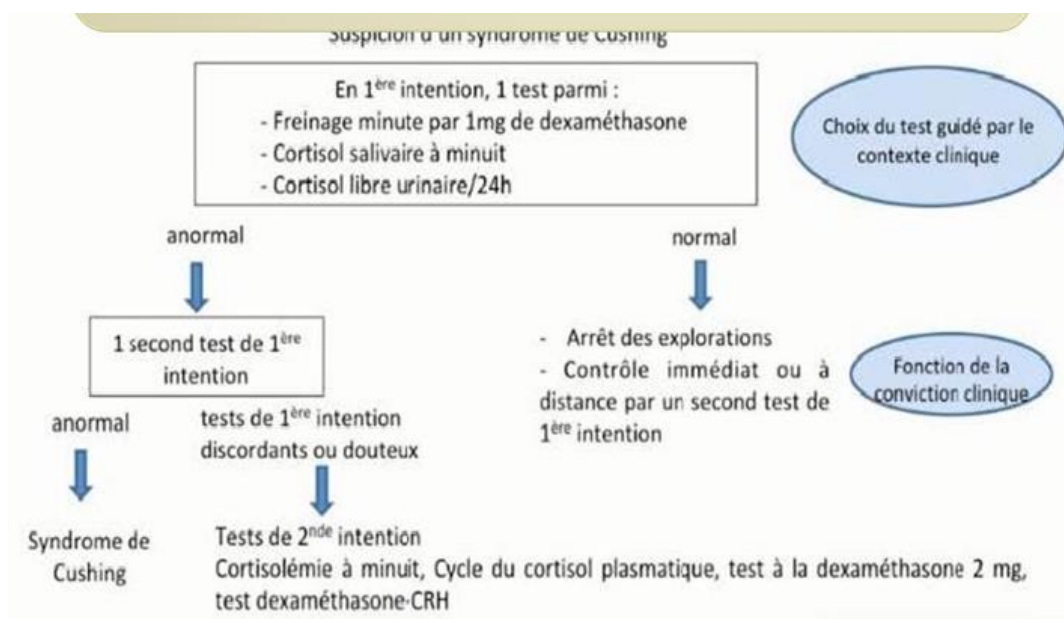 Suspicion d'un syndrome de Cushing
En 1ère intention, 1 test parmi :
- Freinage minute par 1mg de dexaméthasone
- Cortisol salivaire à minuit
- Cortisol libre urinaire/24h
Choix du test guidé par le
contexte clinique
anormal
normal
1 second test de 1ère
intention
- Arrêt des explorations
- Contrôle immédiat ou à
distance par un second test de
1ère intention
Fonction de la
conviction clinique
anormal
tests de 1ère intention
discordants ou douteux
Syndrome de
Cushing
Tests de 2nde intention
Cortisolémie à minuit, Cycle du cortisol plasmatique, test à la dexaméthasone 2 mg,
test dexaméthasone-CRH